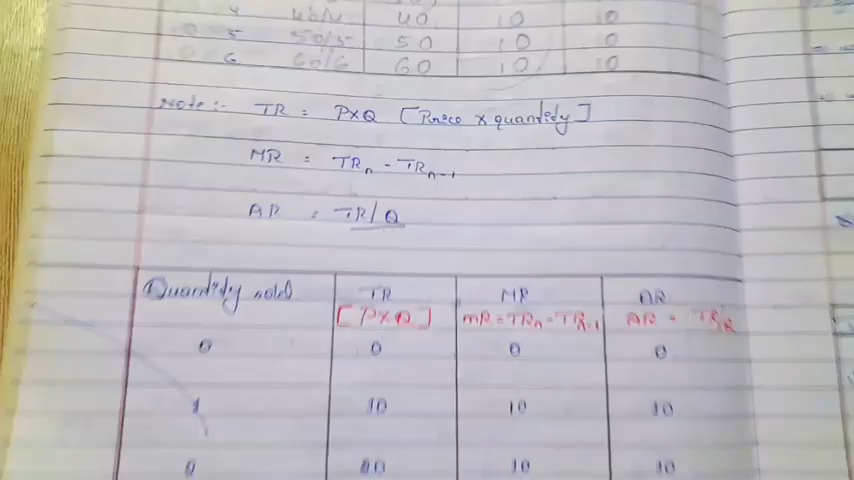 4 40/4 40 10 10
5 50/5 50 10 10
6 60/6 60 10 10
Note :- TR = P×Q [Price × quantity]
MR = TRn - TRn-1
AR = TR/Q
Quantity sold TR MR AR
[P×Q] MR = TRn - TRn-1 AR = TR/Q
0 0 0 0
1 10 10 10
10 10